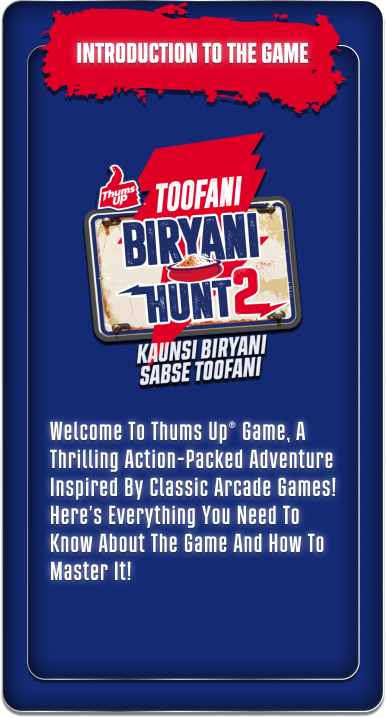 INTRODUCTION TO THE GAME
Thums
Up
TOOFANI
BIRYANI
HUNT 2
KAUNSI BIRYANI
SABSE TOOFANI
Welcome To Thums Up® Game, A
Thrilling Action-Packed Adventure
Inspired By Classic Arcade Games!
Here's Everything You Need To
Know About The Game And How To
Master It!